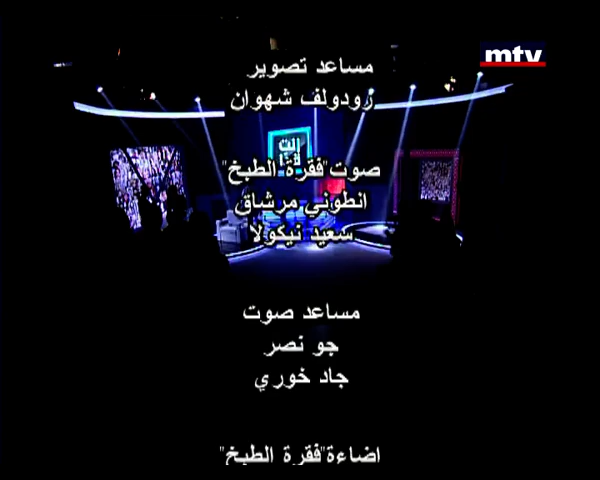 mtv
مساعد تصوير
رودولف شهوان
صوت"فقرة الطبخ"
انطوني مرشاق
سعيد نيكولا
مساعد صوت
جو نصر
جاد خوري
اضاءة"فقرة الطبخ"